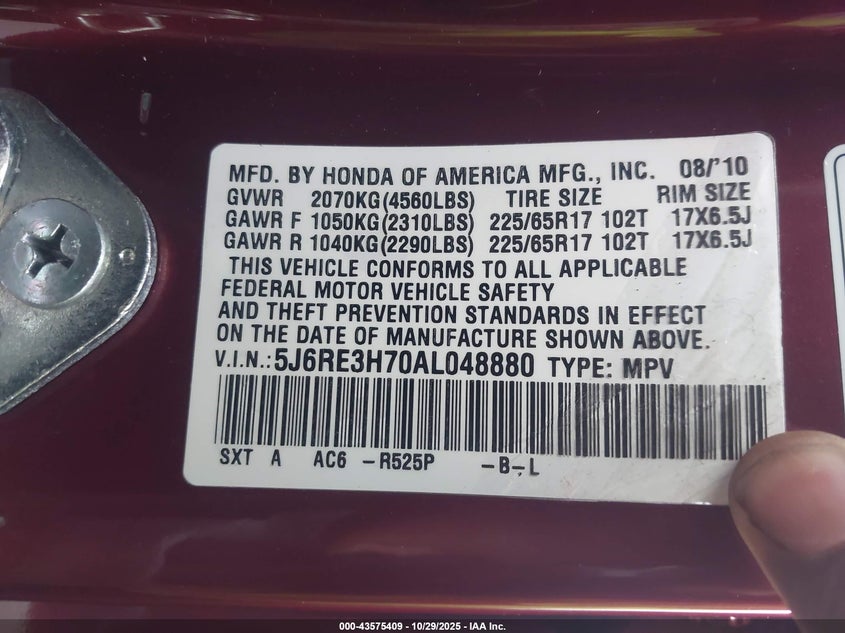 MFD. BY HONDA OF AMERICA MFG., INC. 08/'10
GVWR 2070KG(4560LBS) TIRE SIZE RIM SIZE
GAWR F 1050KG(2310LBS) 225/65R17 102T 17X6.5J
GAWR R 1040KG(2290LBS) 225/65R17 102T 17X6.5J
THIS VEHICLE CONFORMS TO ALL APPLICABLE
FEDERAL MOTOR VEHICLE SAFETY
AND THEFT PREVENTION STANDARDS IN EFFECT
ON THE DATE OF MANUFACTURE SHOWN ABOVE.
V.I.N.: 5J6RE3H70AL048880 TYPE: MPV
SXT A AC6 -R525P -B-L
000-43575409 - 10/29/2025 - IAA Inc.